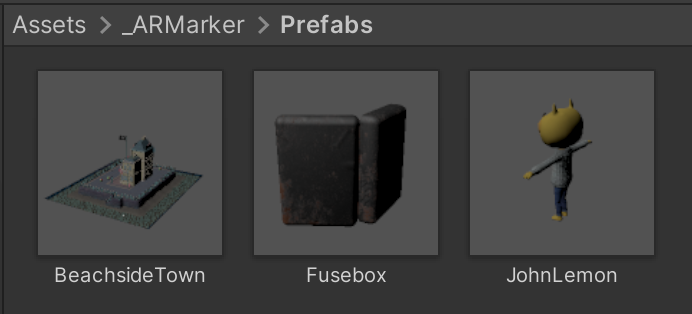 Assets > _ARMarker > Prefabs
BeachsideTown
Fusebox
JohnLemon